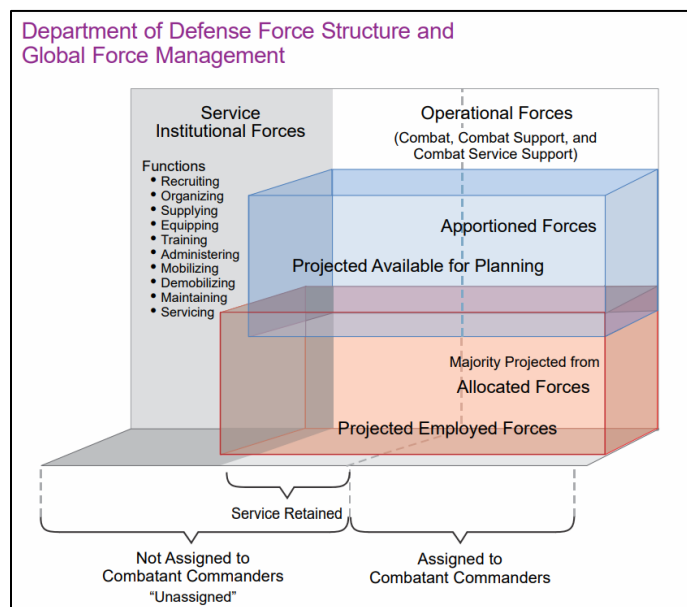 Department of Defense Force Structure and
Global Force Management
Service
Institutional Forces
Functions
• Recruiting
• Organizing
• Supplying
• Equipping
• Training
• Administering
• Mobilizing
• Demobilizing
• Maintaining
• Servicing
Operational Forces
(Combat, Combat Support, and
Combat Service Support)
Apportioned Forces
Projected Available for Planning
Majority Projected from
Allocated Forces
Projected Employed Forces
Service Retained
Not Assigned to
Combatant Commanders
"Unassigned"
Assigned to
Combatant Commanders